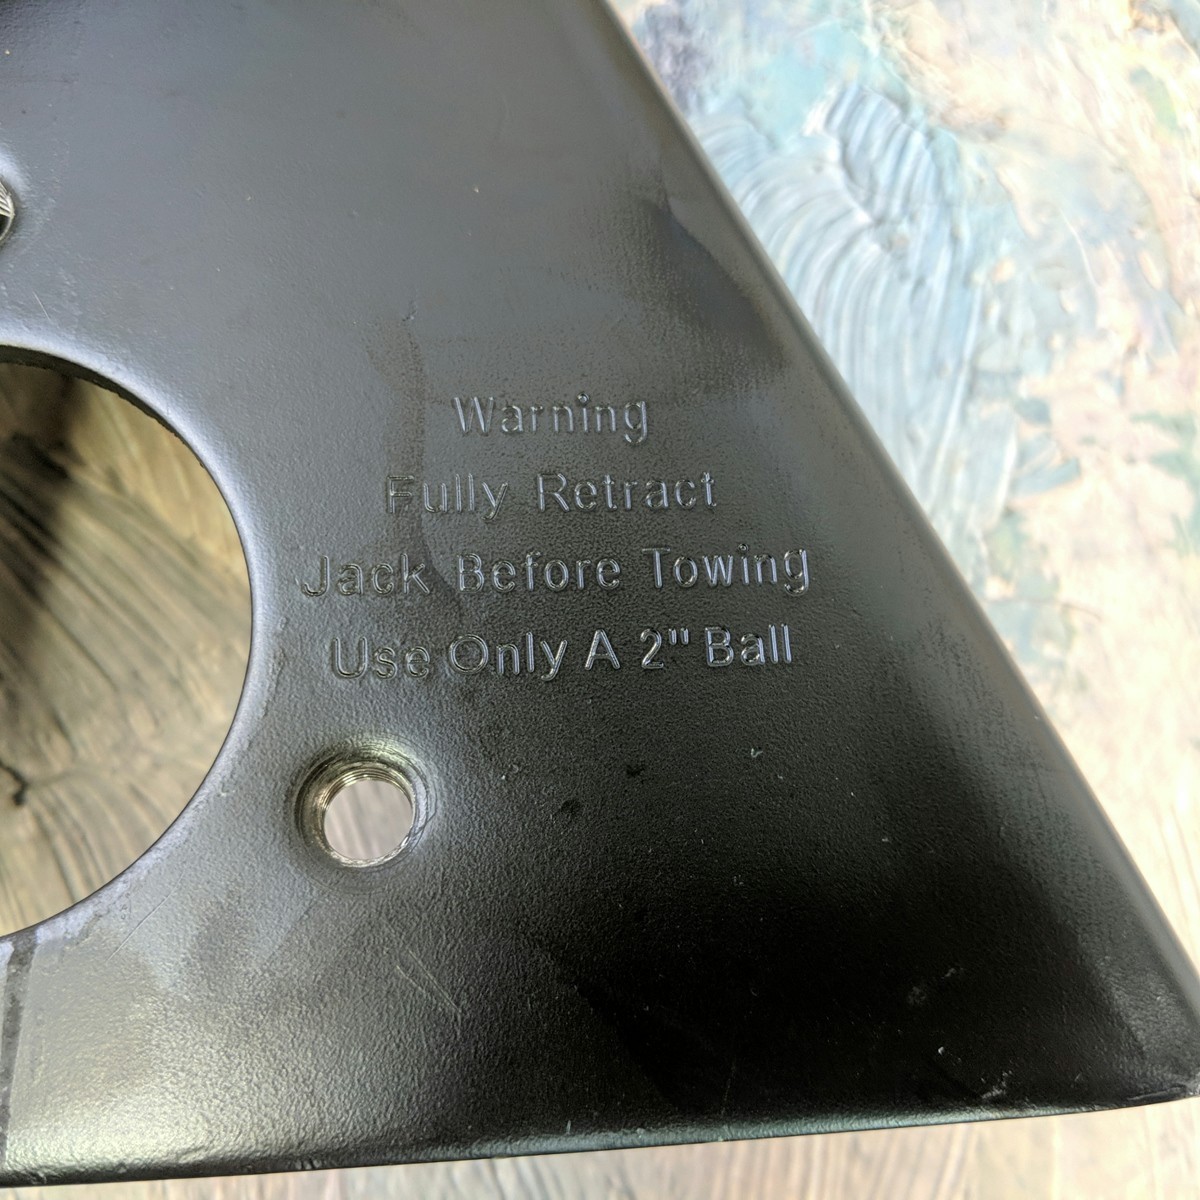 Warning
Fully Retract
Jack Before Towing
Use Only A 2" Ball